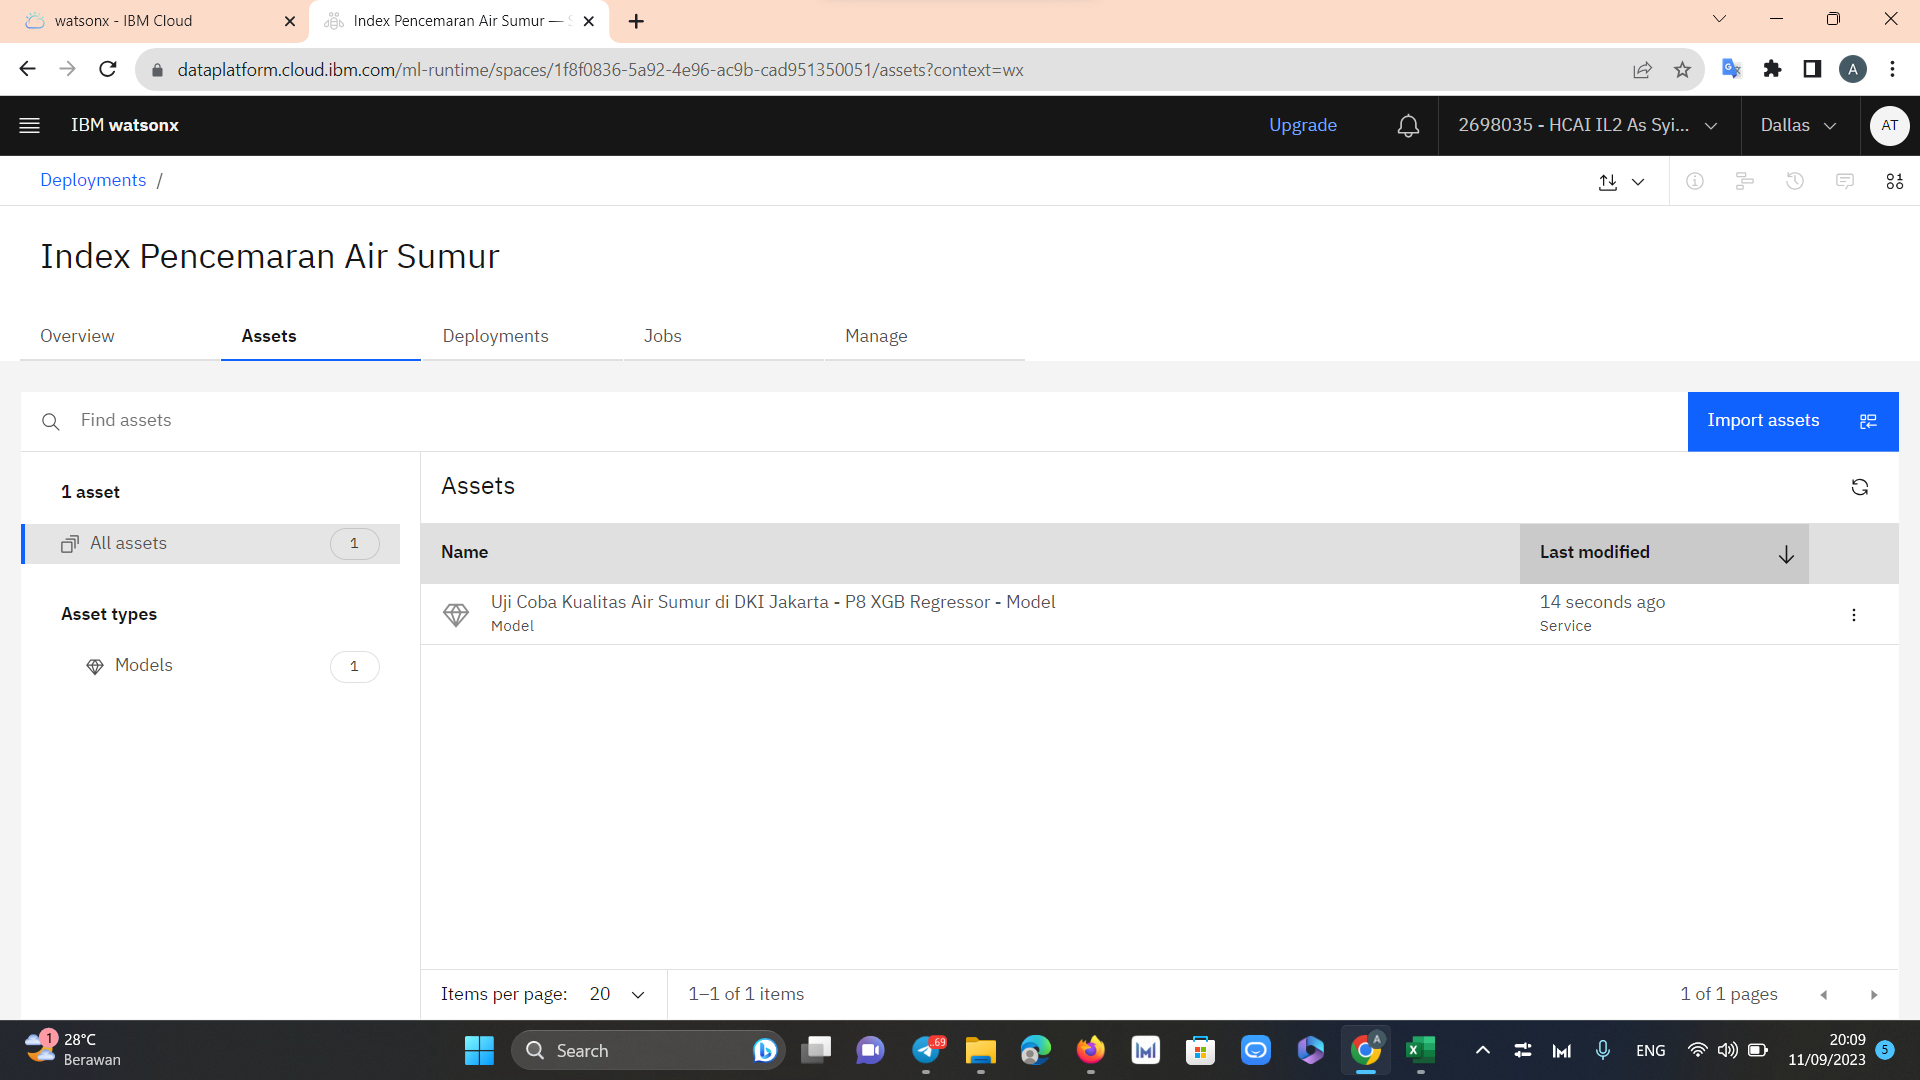 watsonx - IBM Cloud
Index Pencemaran Air Sumur —
dataplatform.cloud.ibm.com/ml-runtime/spaces/1f8f0836-5a92-4e96-ac9b-cad951350051/assets?context=wx
A
IBM watsonx
Upgrade
2698035 - HCAI IL2 As Syi...
Dallas
AT
Deployments /
Index Pencemaran Air Sumur
Overview
Assets
Deployments
Jobs
Manage
Find assets
Import assets
1 asset
All assets
1
Asset types
Models
1
Assets
Name
Last modified
Uji Coba Kualitas Air Sumur di DKI Jakarta - P8 XGB Regressor - Model
Model
14 seconds ago
Service
Items per page:
20
1–1 of 1 items
1 of 1 pages
1
28°C
Berawan
Search
..69
A
ENG
20:09
11/09/2023
5